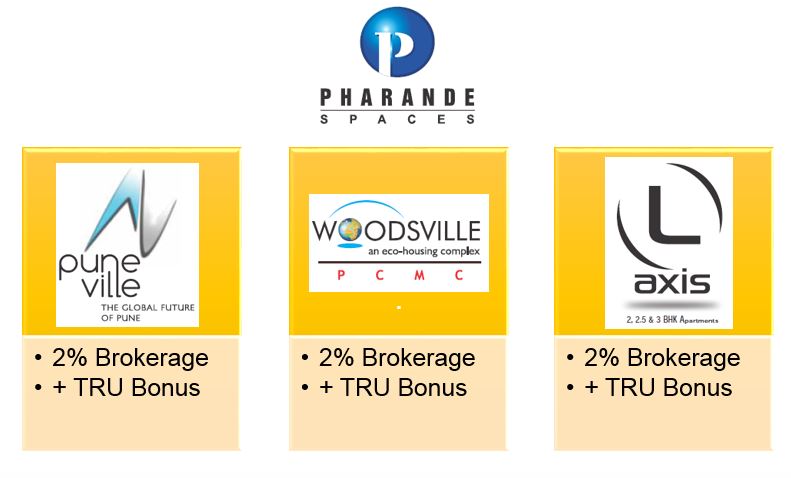 P
PHARANDE
SPACES
pune
ville
THE GLOBAL FUTURE
OF PUNE
• 2% Brokerage
• + TRU Bonus
WOODSVILLE
an eco-housing complex
PCMC
• 2% Brokerage
• + TRU Bonus
L
axis
2, 2.5 & 3 BHK Apartments
• 2% Brokerage
• + TRU Bonus